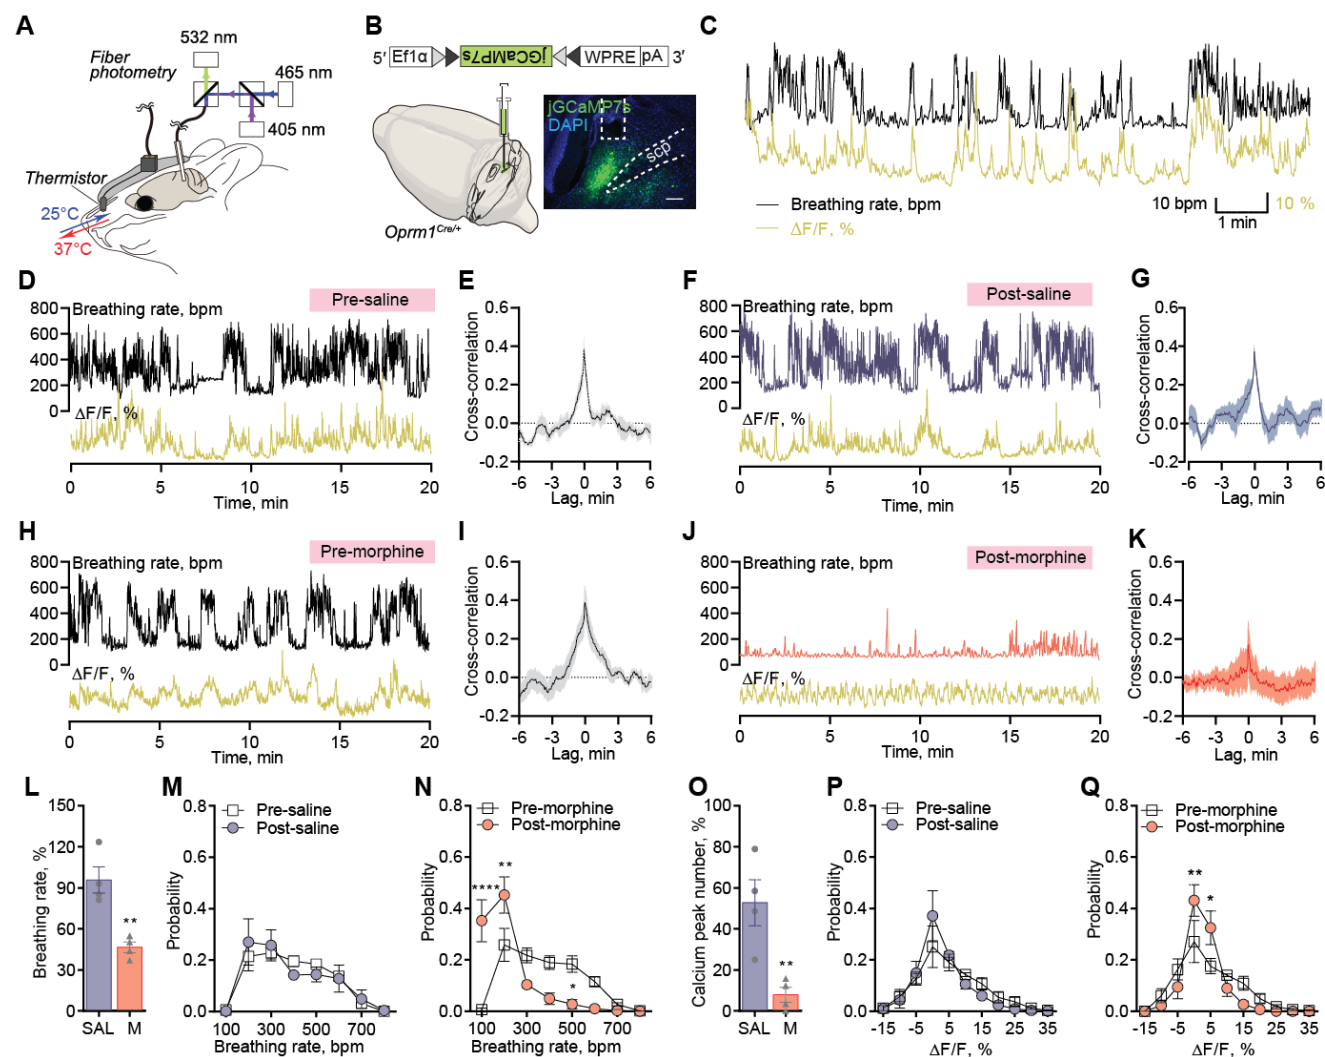 A
Fiber
photometry
532 nm
465 nm
405 nm
Thermistor
25°C
37°C
B
5′ Ef1α jGCaMP7s WPRE pA 3′
jGCaMP7s
DAPI
scp
Oprm1Cre/+
C
Breathing rate, bpm
ΔF/F, %
10 bpm 10 %
1 min
D
Pre-saline
Breathing rate, bpm
800
600
400
200
0
ΔF/F, %
0 5 10 15 20
Time, min
E
Cross-correlation
0.6
0.4
0.2
0.0
-0.2
-6 -3 0 3 6
Lag, min
F
Post-saline
Breathing rate, bpm
800
600
400
200
0
ΔF/F, %
0 5 10 15 20
Time, min
G
Cross-correlation
0.6
0.4
0.2
0.0
-0.2
-6 -3 0 3 6
Lag, min
H
Pre-morphine
Breathing rate, bpm
800
600
400
200
0
ΔF/F, %
0 5 10 15 20
Time, min
I
Cross-correlation
0.6
0.4
0.2
0.0
-0.2
-6 -3 0 3 6
Lag, min
J
Post-morphine
Breathing rate, bpm
800
600
400
200
0
ΔF/F, %
0 5 10 15 20
Time, min
K
Cross-correlation
0.6
0.4
0.2
0.0
-0.2
-6 -3 0 3 6
Lag, min
L
Breathing rate, %
150
120
90
60
30
0
**
SAL M
M
Probability
0.8
0.6
0.4
0.2
0.0
Pre-saline
Post-saline
100 300 500 700
Breathing rate, bpm
N
Probability
0.8
0.6
0.4
0.2
0.0
Pre-morphine
Post-morphine
**** ** *
100 300 500 700
Breathing rate, bpm
O
Calcium peak number, %
100
80
60
40
20
0
**
SAL M
P
Probability
0.8
0.6
0.4
0.2
0.0
Pre-saline
Post-saline
-15 -5 5 15 25 35
ΔF/F, %
Q
Probability
0.8
0.6
0.4
0.2
0.0
Pre-morphine
Post-morphine
** *
-15 -5 5 15 25 35
ΔF/F, %